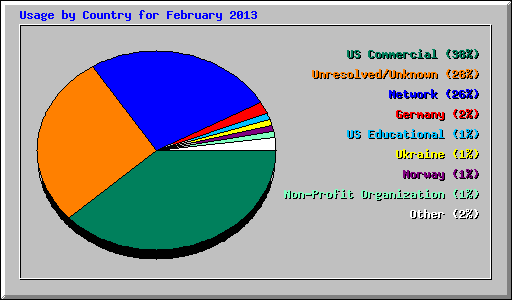 Usage by Country for February 2013
US Commercial (38%)
Unresolved/Unknown (28%)
Network (26%)
Germany (2%)
US Educational (1%)
Ukraine (1%)
Norway (1%)
Non-Profit Organization (1%)
Other (2%)